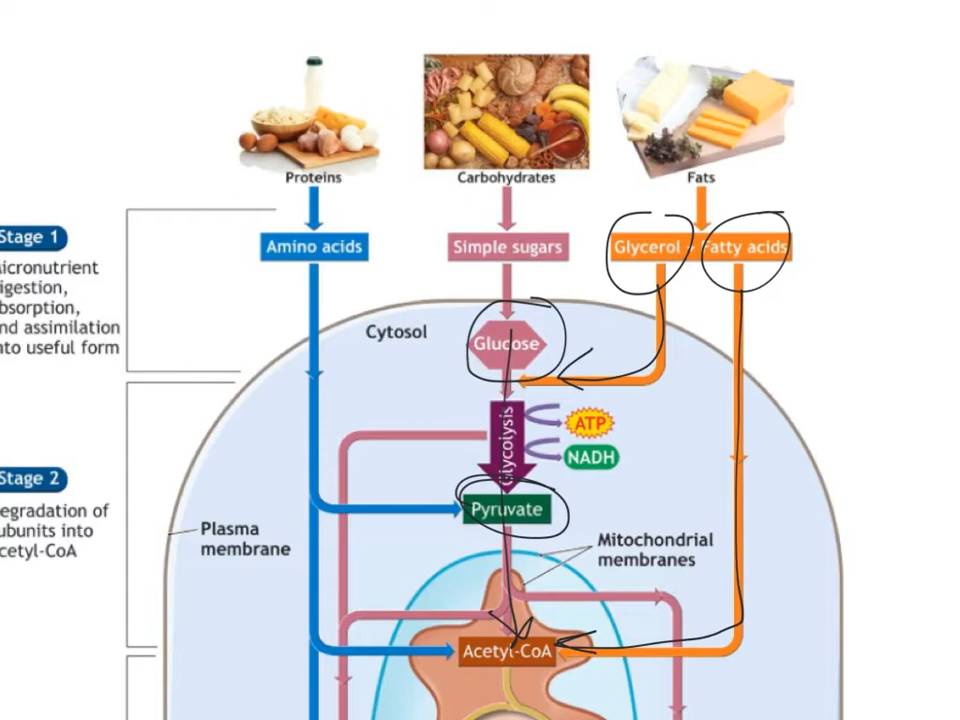 Proteins
Carbohydrates
Fats
Stage 1
Amino acids
Simple sugars
Glycerol + Fatty acids
icronutrient
igestion,
bsorption,
nd assimilation
nto useful form
Cytosol
Glucose
Glycolysis
ATP
NADH
Stage 2
Pyruvate
egradation of
ubunits into
cetyl-CoA
Plasma
membrane
Mitochondrial
membranes
Acetyl-CoA